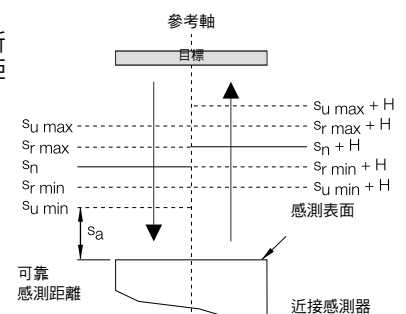 參考軸
所
距
目標
su max
sr max
sn
sr min
su min
sa
su max + H
sr max + H
sn + H
sr min + H
su min + H
感測表面
可靠
感測距離
近接感測器